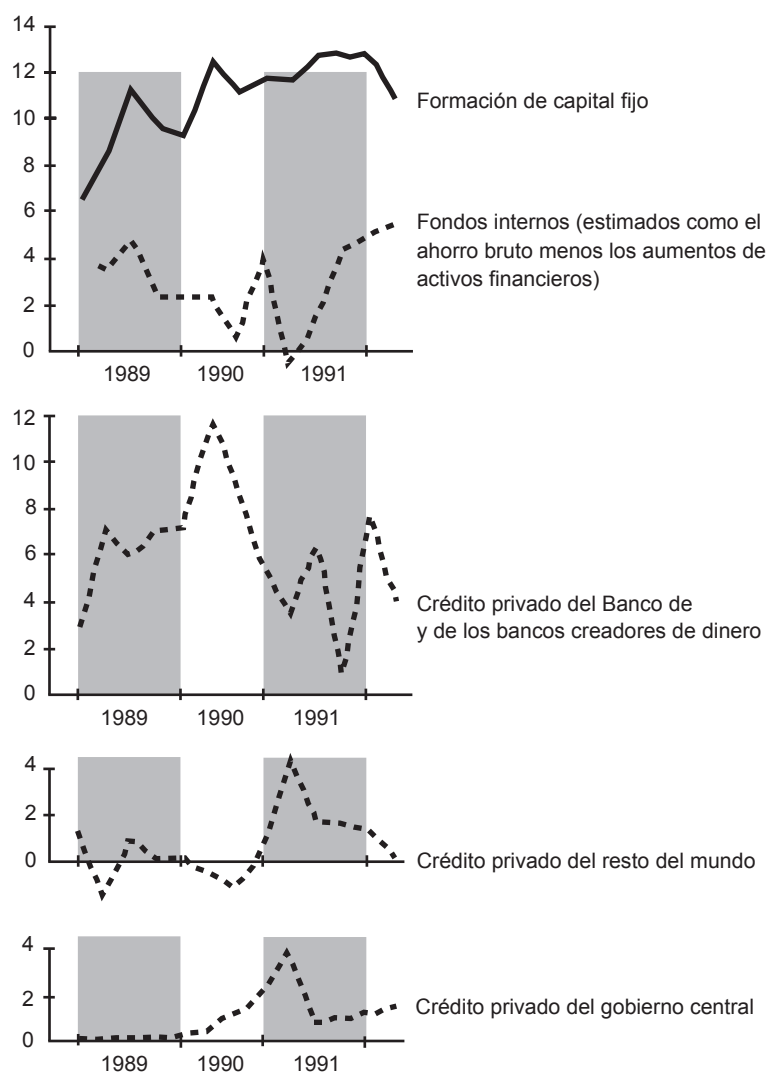 14
12
10
8
6
4
2
0
1989 1990 1991
Formación de capital fijo
Fondos internos (estimados como el
ahorro bruto menos los aumentos de
activos financieros)
12
10
8
6
4
2
0
1989 1990 1991
Crédito privado del Banco de
y de los bancos creadores de dinero
4
2
0
Crédito privado del resto del mundo
4
2
0
1989 1990 1991
Crédito privado del gobierno central